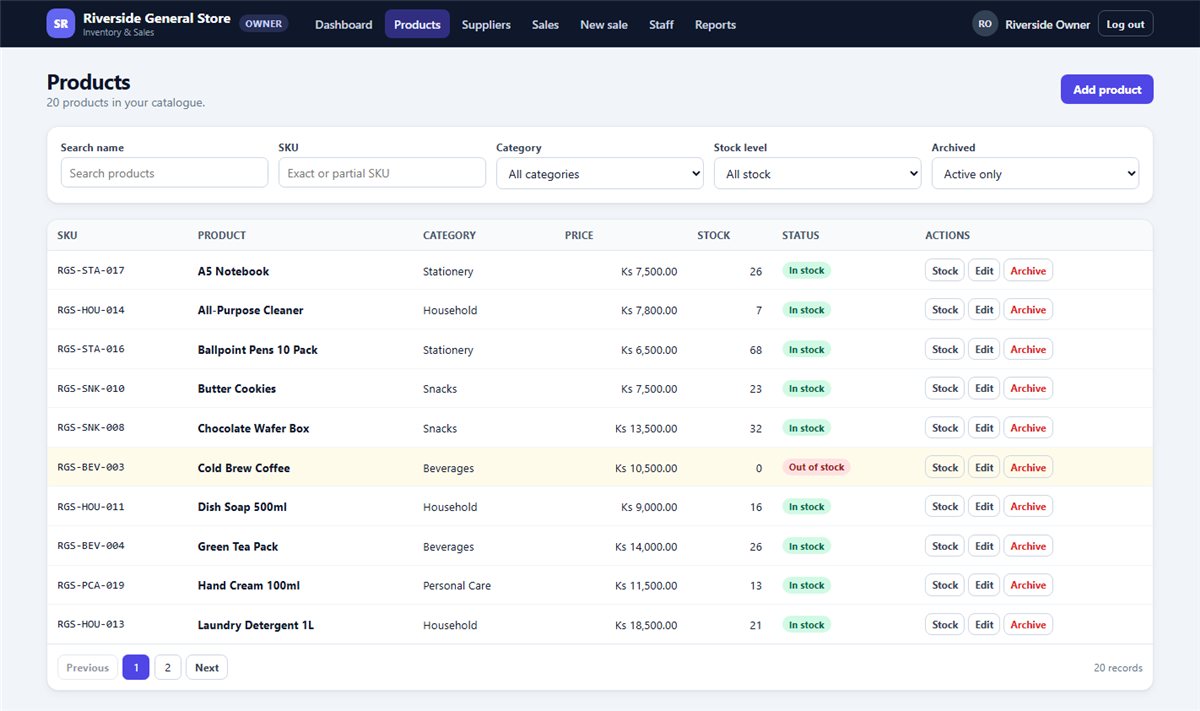 SR Riverside General Store OWNER Dashboard Products Suppliers Sales New sale Staff Reports RO Riverside Owner Log out
Inventory & Sales
Products
20 products in your catalogue.
Add product
Search name SKU Category Stock level Archived
Search products Exact or partial SKU All categories All stock Active only
SKU PRODUCT CATEGORY PRICE STOCK STATUS ACTIONS
RGS-STA-017 A5 Notebook Stationery Ks 7,500.00 26 In stock Stock Edit Archive
RGS-HOU-014 All-Purpose Cleaner Household Ks 7,800.00 7 In stock Stock Edit Archive
RGS-STA-016 Ballpoint Pens 10 Pack Stationery Ks 6,500.00 68 In stock Stock Edit Archive
RGS-SNK-010 Butter Cookies Snacks Ks 7,500.00 23 In stock Stock Edit Archive
RGS-SNK-008 Chocolate Wafer Box Snacks Ks 13,500.00 32 In stock Stock Edit Archive
RGS-BEV-003 Cold Brew Coffee Beverages Ks 10,500.00 0 Out of stock Stock Edit Archive
RGS-HOU-011 Dish Soap 500ml Household Ks 9,000.00 16 In stock Stock Edit Archive
RGS-BEV-004 Green Tea Pack Beverages Ks 14,000.00 26 In stock Stock Edit Archive
RGS-PCA-019 Hand Cream 100ml Personal Care Ks 11,500.00 13 In stock Stock Edit Archive
RGS-HOU-013 Laundry Detergent 1L Household Ks 18,500.00 21 In stock Stock Edit Archive
Previous 1 2 Next 20 records